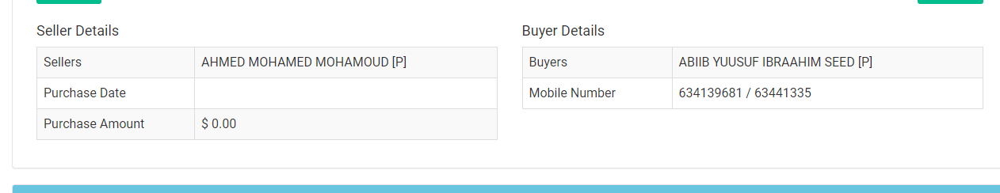 Seller Details
Sellers AHMED MOHAMED MOHAMOUD [P]
Purchase Date
Purchase Amount $ 0.00
Buyer Details
Buyers ABIIB YUUSUF IBRAAHIM SEED [P]
Mobile Number 634139681 / 63441335